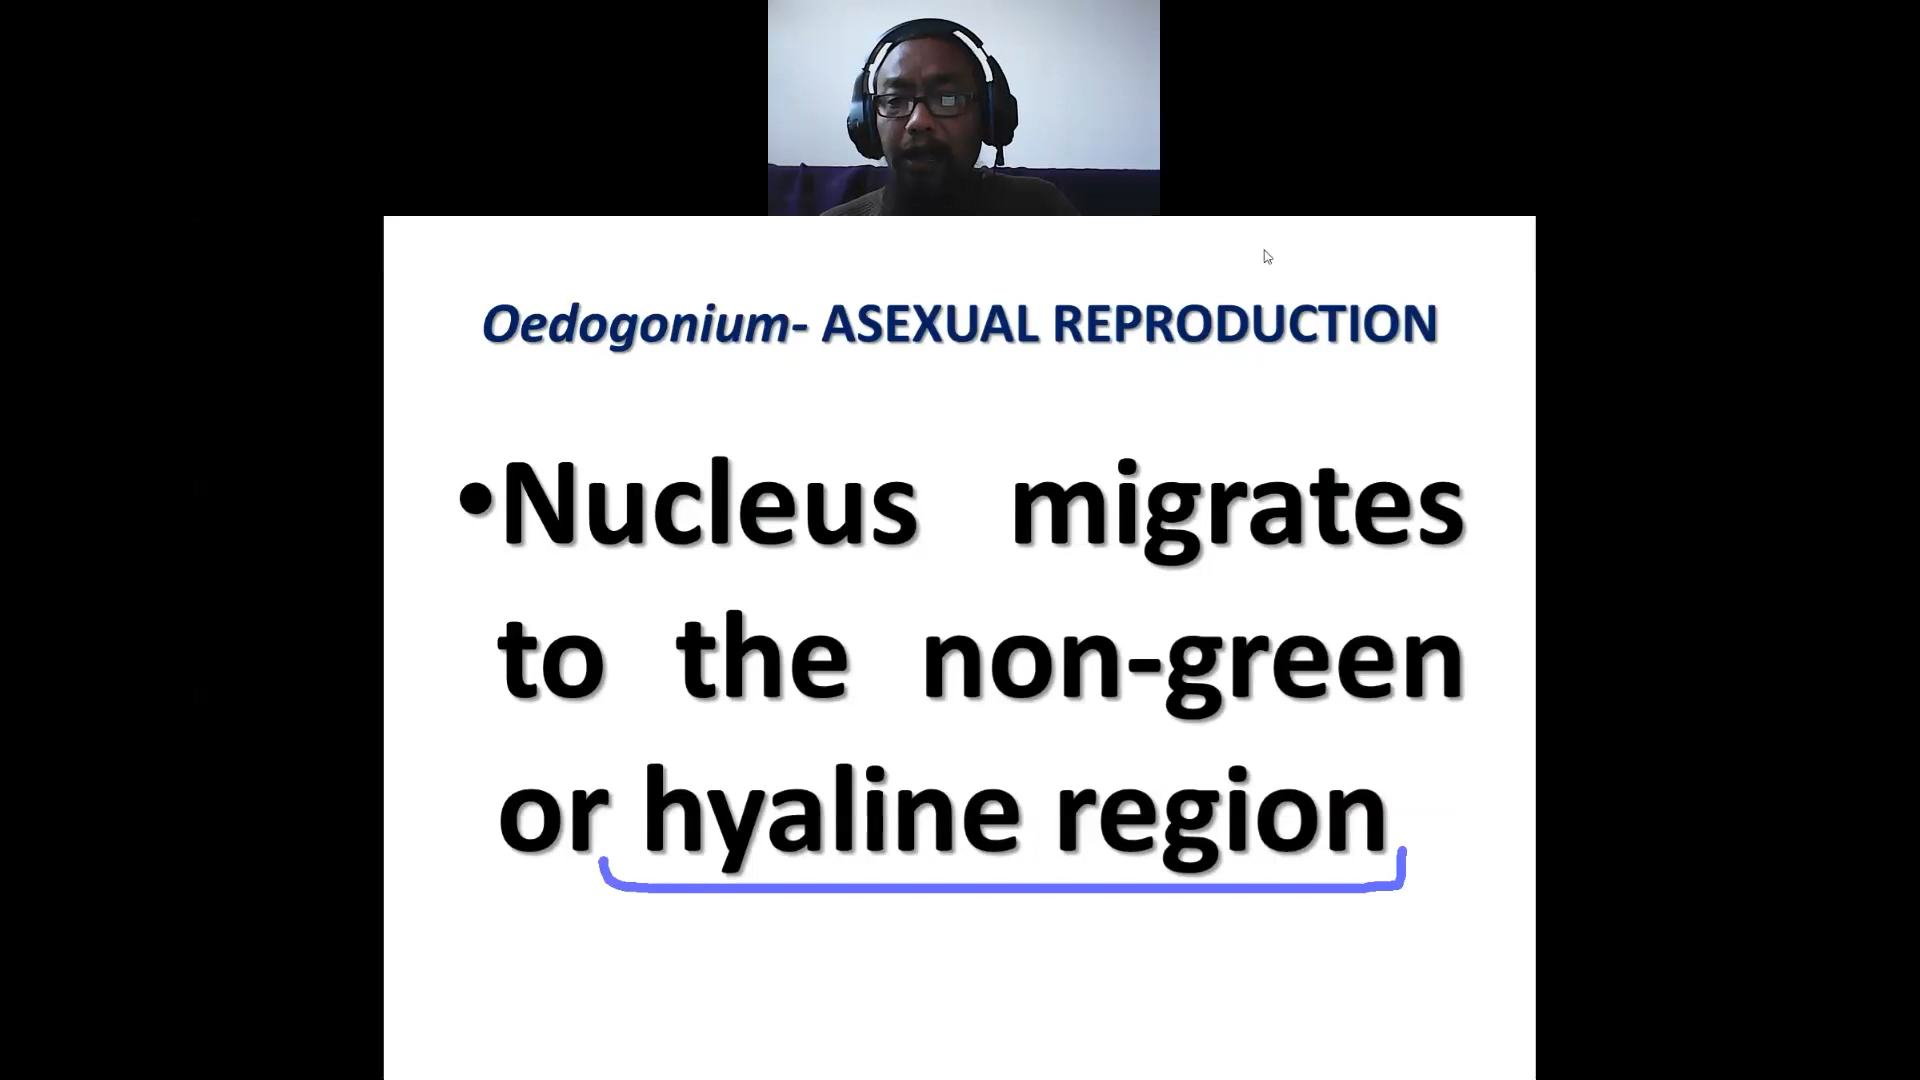 Oedogonium- ASEXUAL REPRODUCTION
•Nucleus migrates
to the non-green
or hyaline region